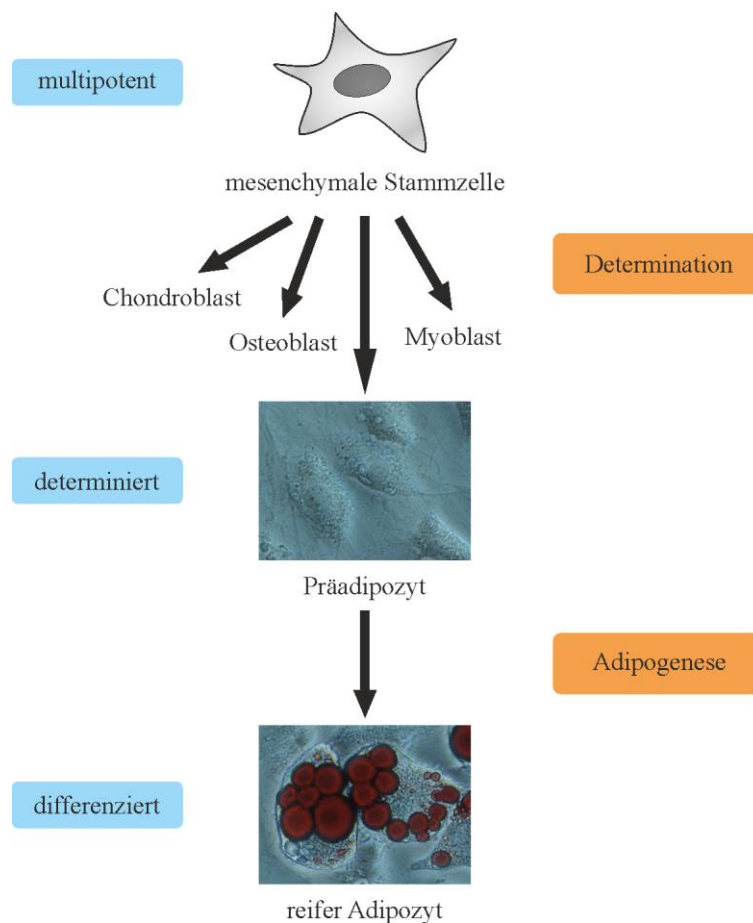 multipotent
mesenchymale Stammzelle
Determination
Chondroblast
Osteoblast
Myoblast
determiniert
Präadipozyt
Adipogenese
differenziert
reifer Adipozyt